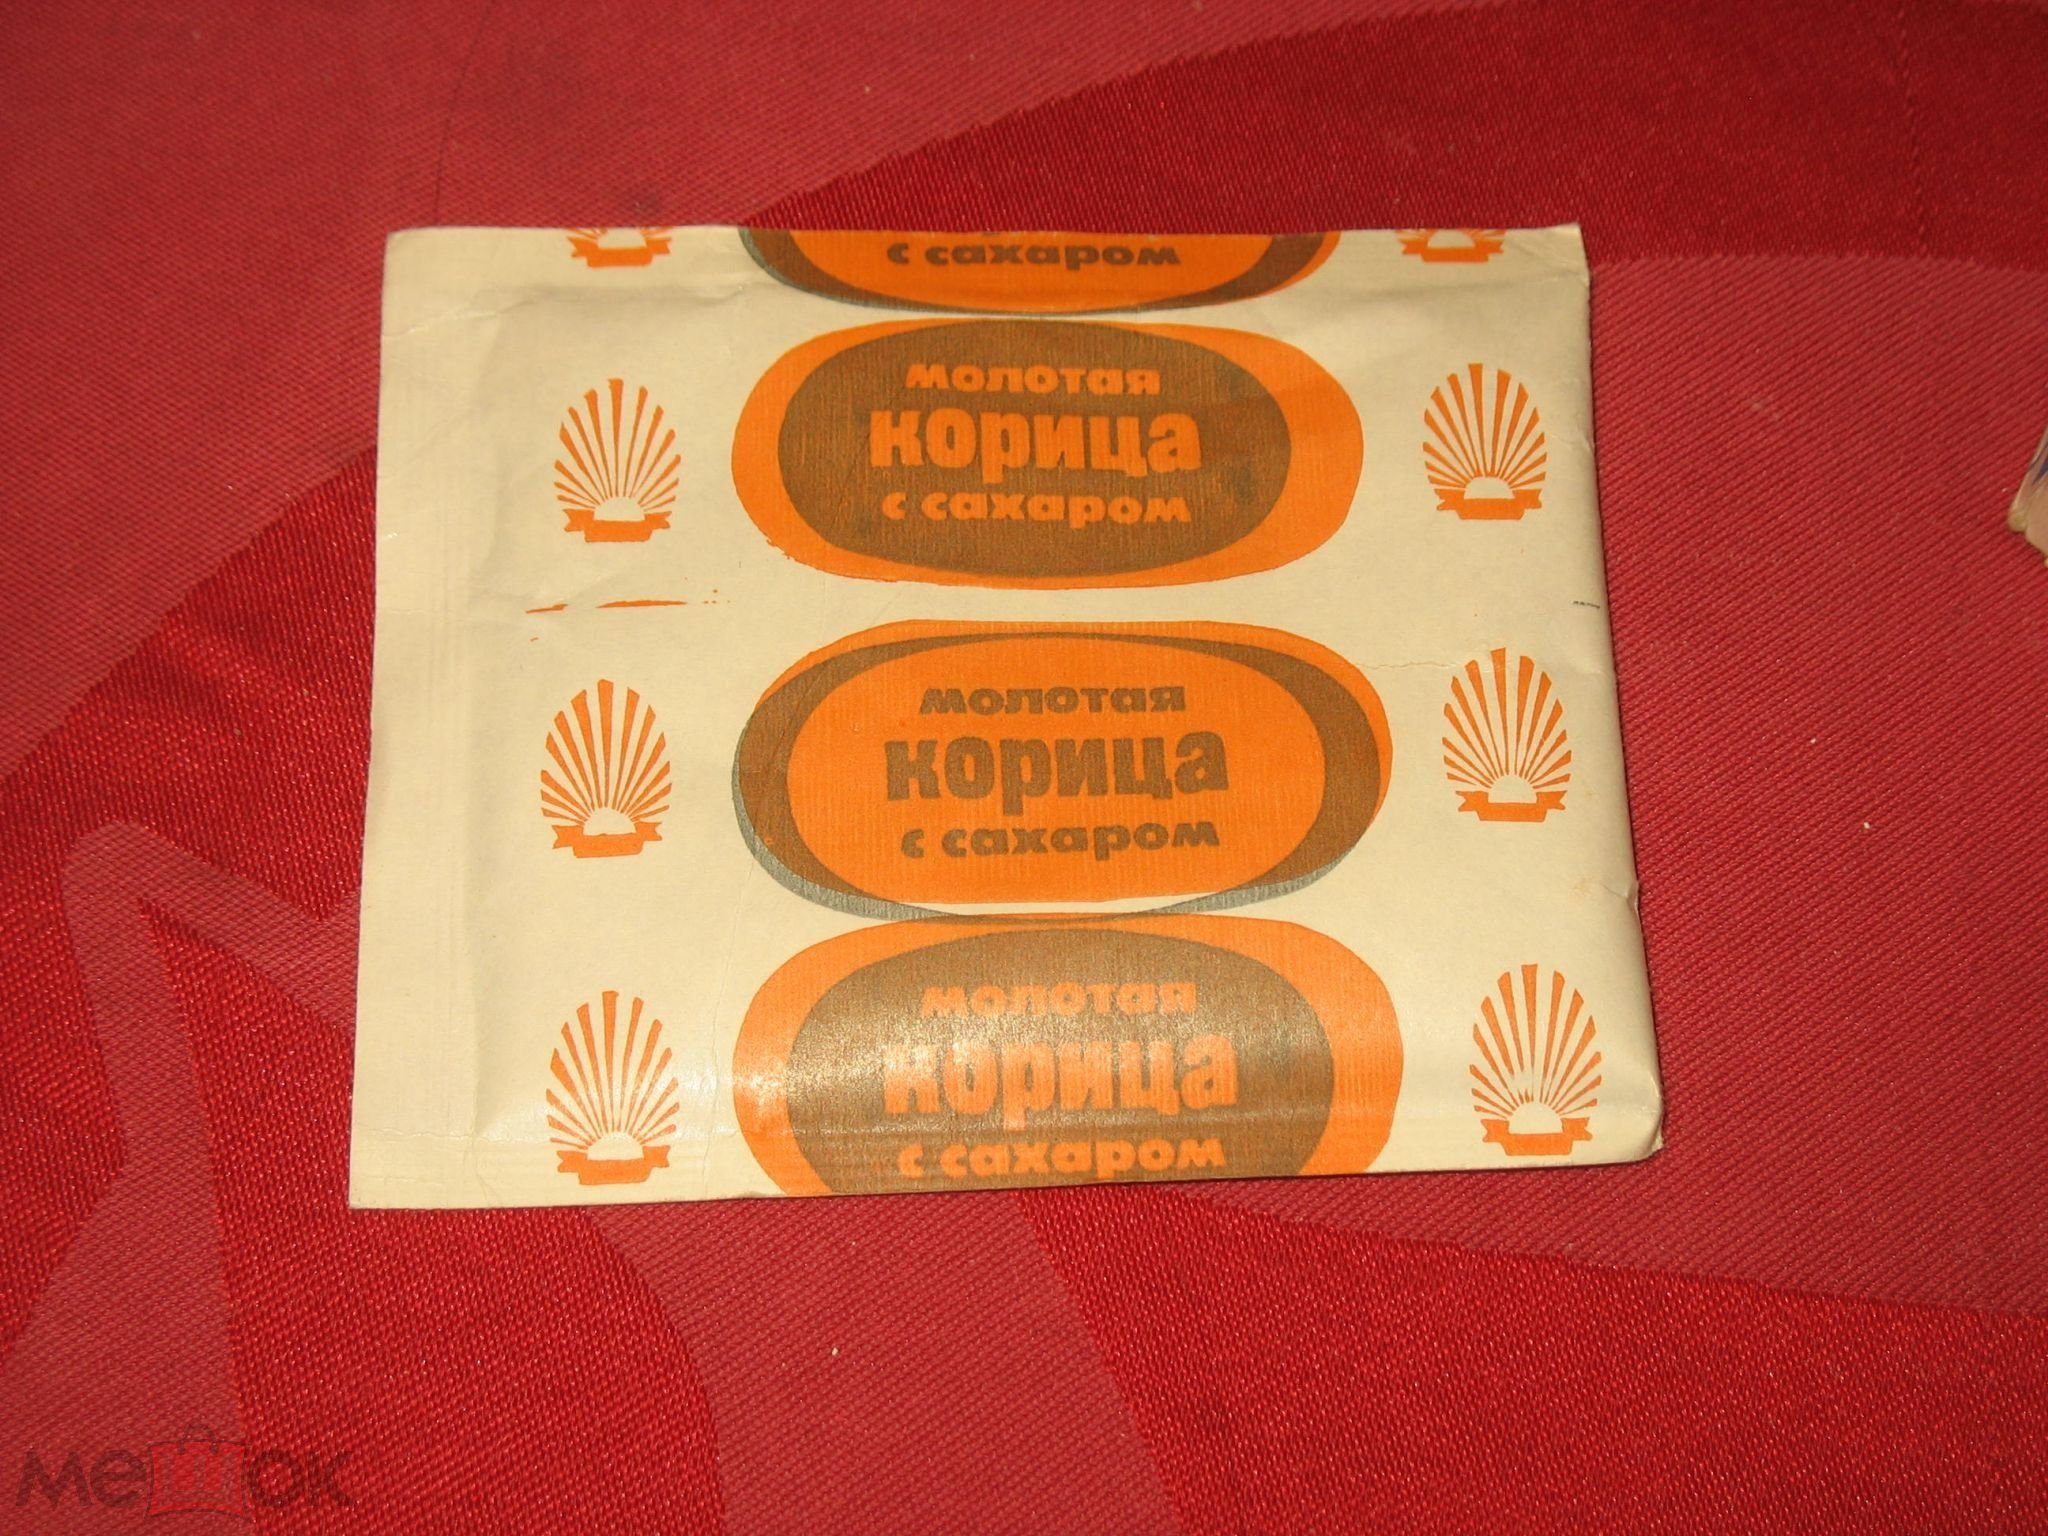 с сахаром
молотая
корица
с сахаром
молотая
корица
с сахаром
молотая
корица
с сахаром
мешок